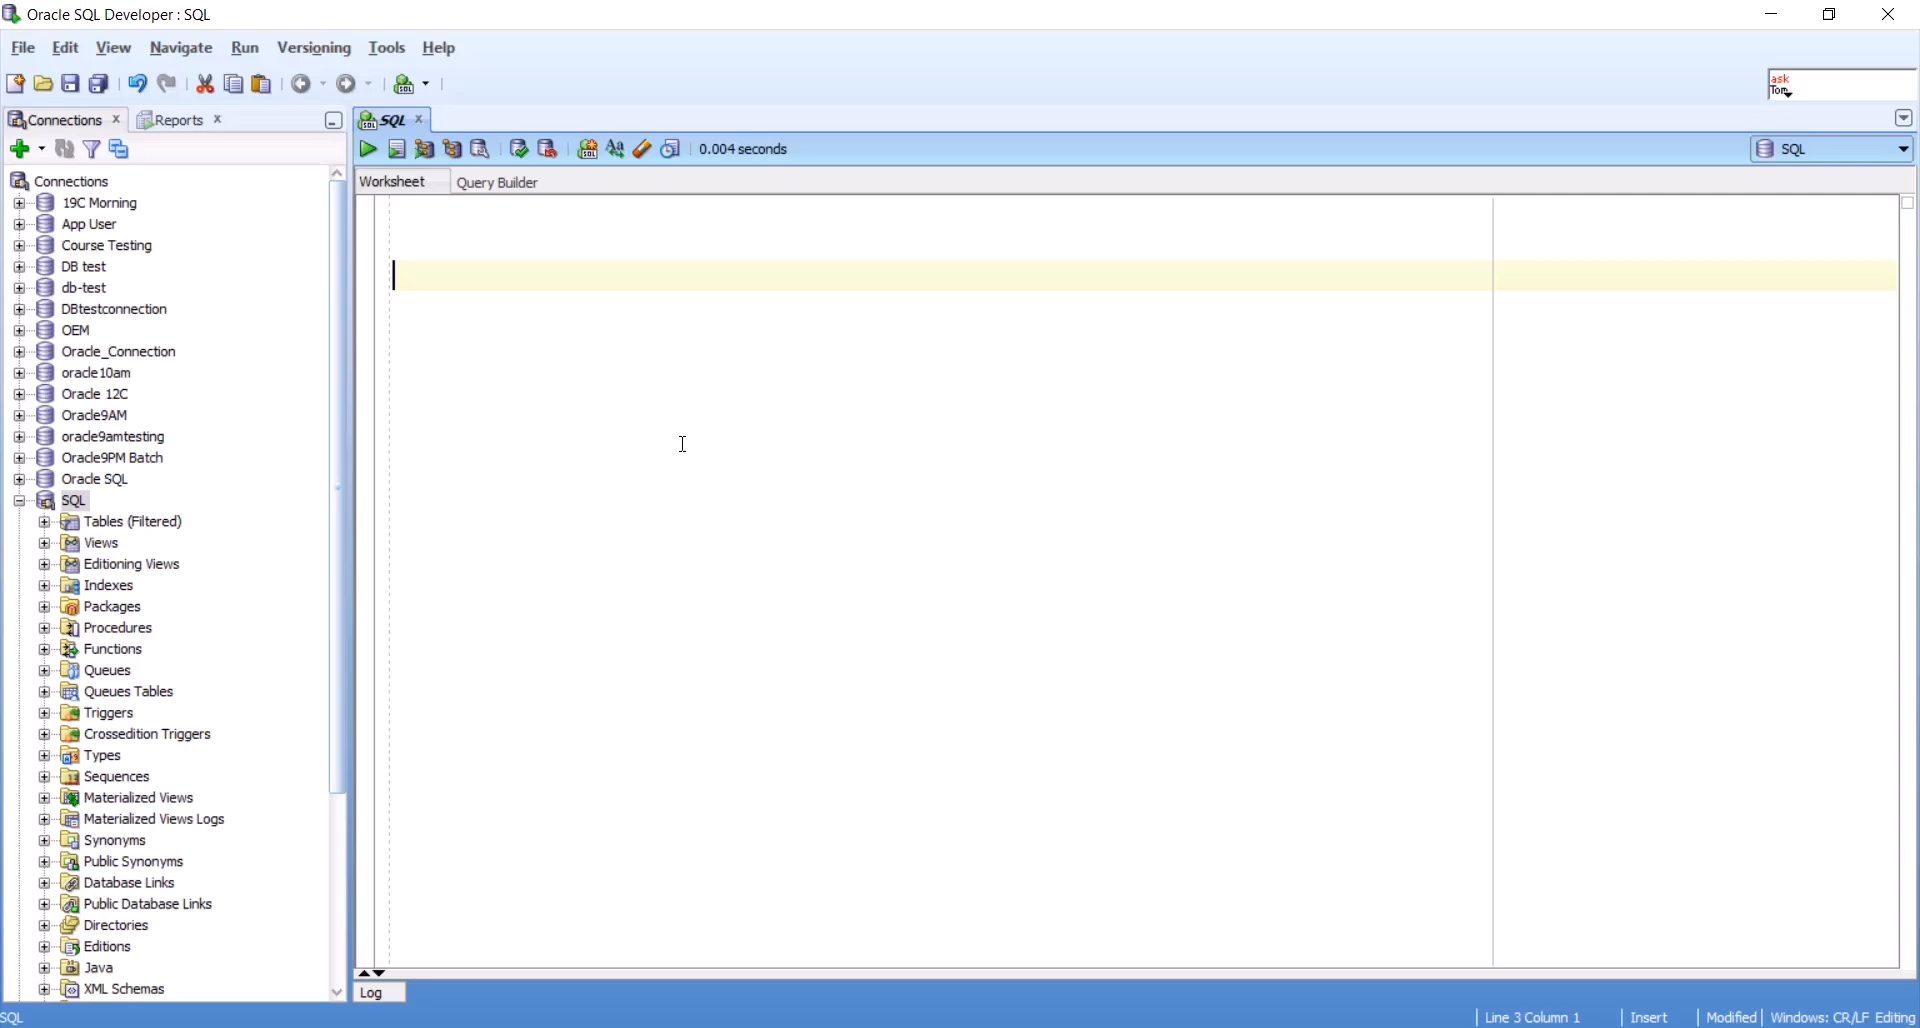 Oracle SQL Developer : SQL
File Edit View Navigate Run Versioning Tools Help
ask
Tom
Connections Reports
SQL
0.004 seconds
SQL
Worksheet Query Builder
Connections
19C Morning
App User
Course Testing
DB test
db-test
DBtestconnection
OEM
Oracle_Connection
oracle10am
Oracle 12C
Oracle9AM
oracle9amtesting
Oracle9PM Batch
Oracle SQL
SQL
Tables (Filtered)
Views
Editioning Views
Indexes
Packages
Procedures
Functions
Queues
Queues Tables
Triggers
Crossedition Triggers
Types
Sequences
Materialized Views
Materialized Views Logs
Synonyms
Public Synonyms
Database Links
Public Database Links
Directories
Editions
Java
XML Schemas
Log
SQL
Line 3 Column 1 Insert Modified Windows: CR/LF Editing